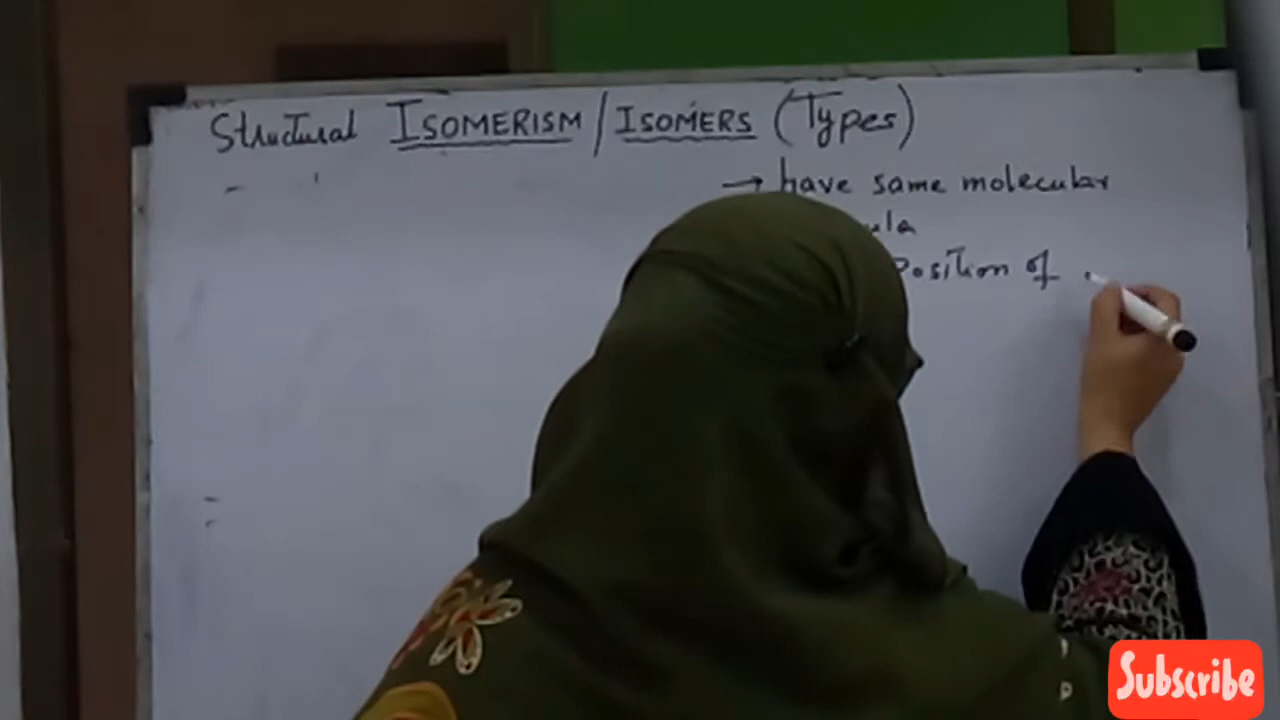 Structural ISOMERISM / ISOMERS (Types)
→ have same molecular
Position of
Subscribe